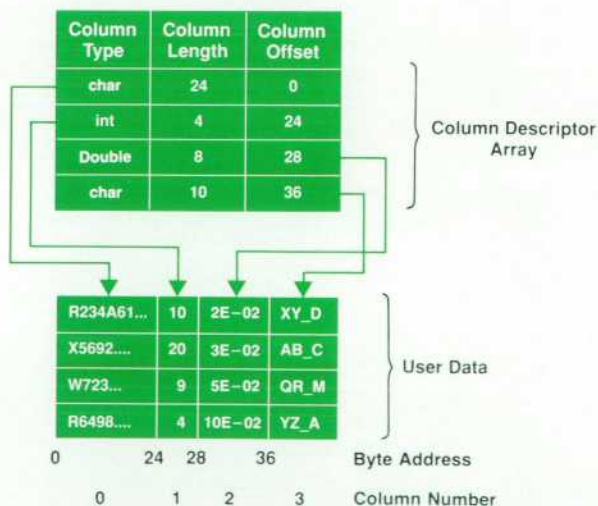 Column Type Column Length Column Offset
char 24 0
int 4 24
Double 8 28
char 10 36
Column Descriptor Array
R234A61... 10 2E−02 XY_D
X5692.... 20 3E−02 AB_C
W723... 9 5E−02 QR_M
R6498.... 4 10E−02 YZ_A
User Data
0 24 28 36 Byte Address
0 1 2 3 Column Number